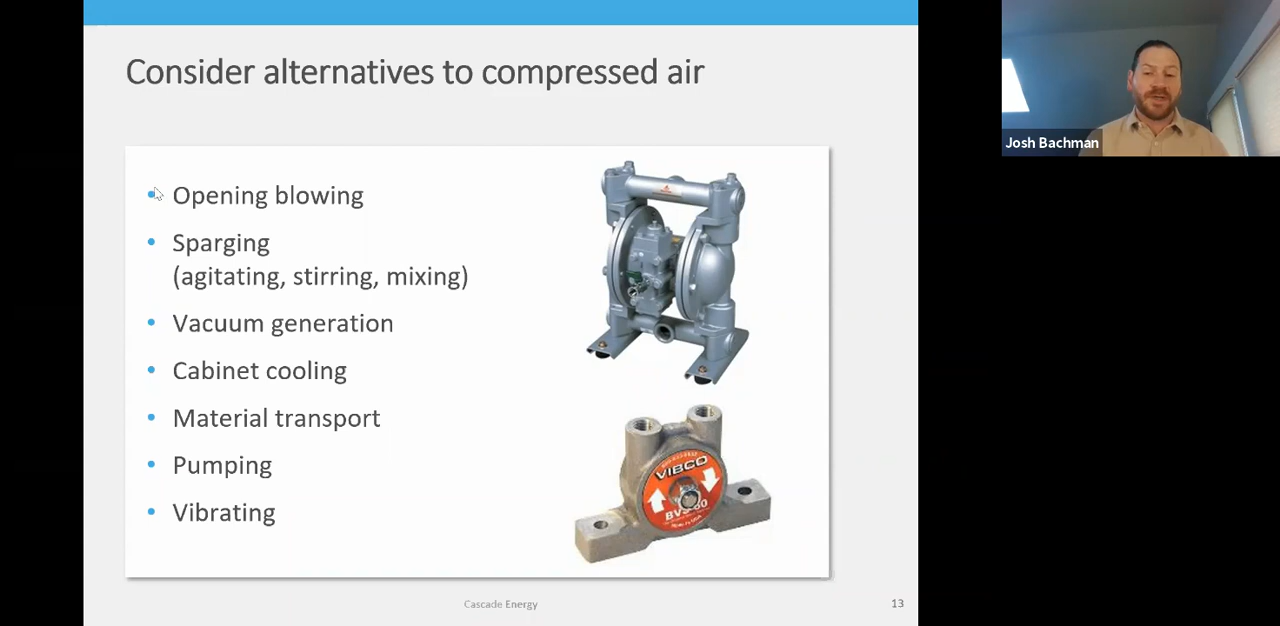 Consider alternatives to compressed air
Opening blowing
Sparging
(agitating, stirring, mixing)
Vacuum generation
Cabinet cooling
Material transport
Pumping
Vibrating
VIBCO
Cascade Energy
13
Josh Bachman